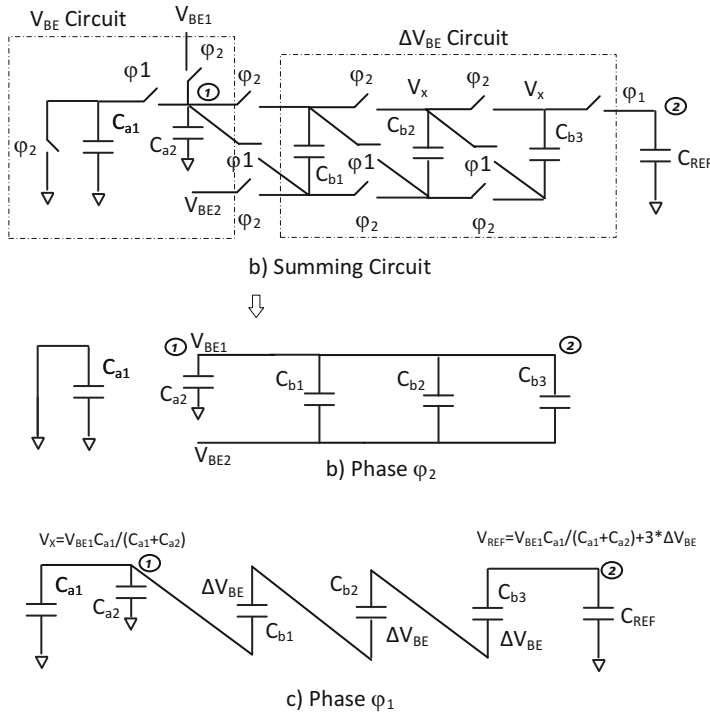 V_BE Circuit
V_BE1
ΔV_BE Circuit
φ2
φ1
①
φ2
φ2
V_x
φ2
V_x
φ1
②
C_a1
C_a2
φ2
φ1
C_b1
C_b2
φ1
φ1
C_b3
C_REF
V_BE2
φ2
φ2
φ2
b) Summing Circuit
① V_BE1
②
C_a1
C_a2
C_b1
C_b2
C_b3
V_BE2
b) Phase φ2
V_X=V_BE1C_a1/(C_a1+C_a2)
V_REF=V_BE1C_a1/(C_a1+C_a2)+3*ΔV_BE
①
②
C_a1
C_a2
ΔV_BE
C_b1
C_b2
ΔV_BE
C_b3
ΔV_BE
C_REF
c) Phase φ1